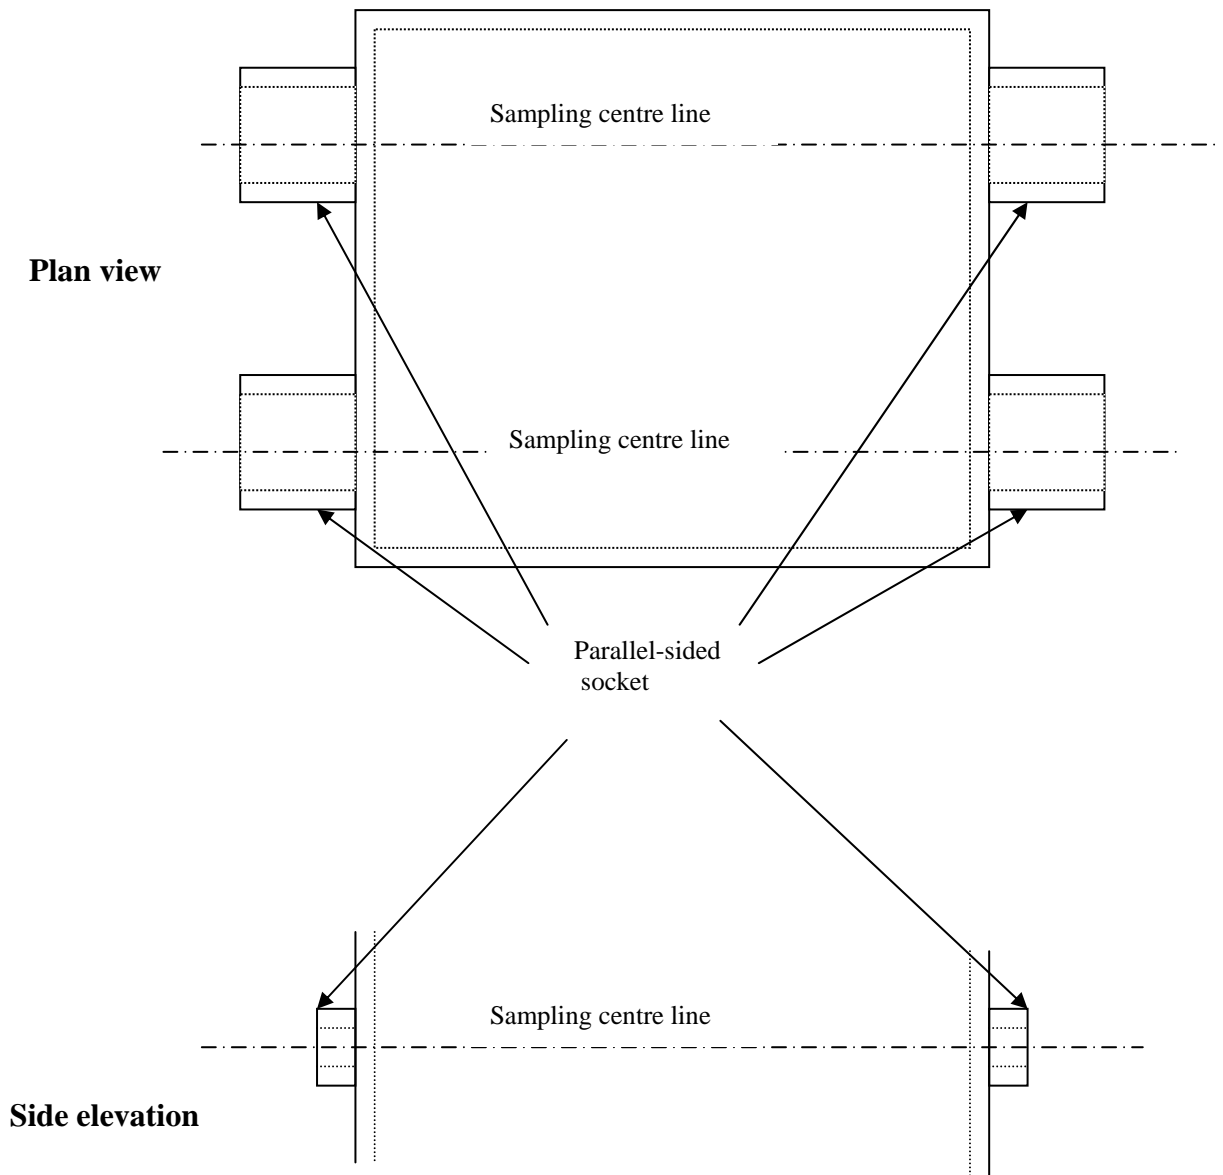 Sampling centre line
Plan view
Sampling centre line
Parallel-sided
socket
Sampling centre line
Side elevation